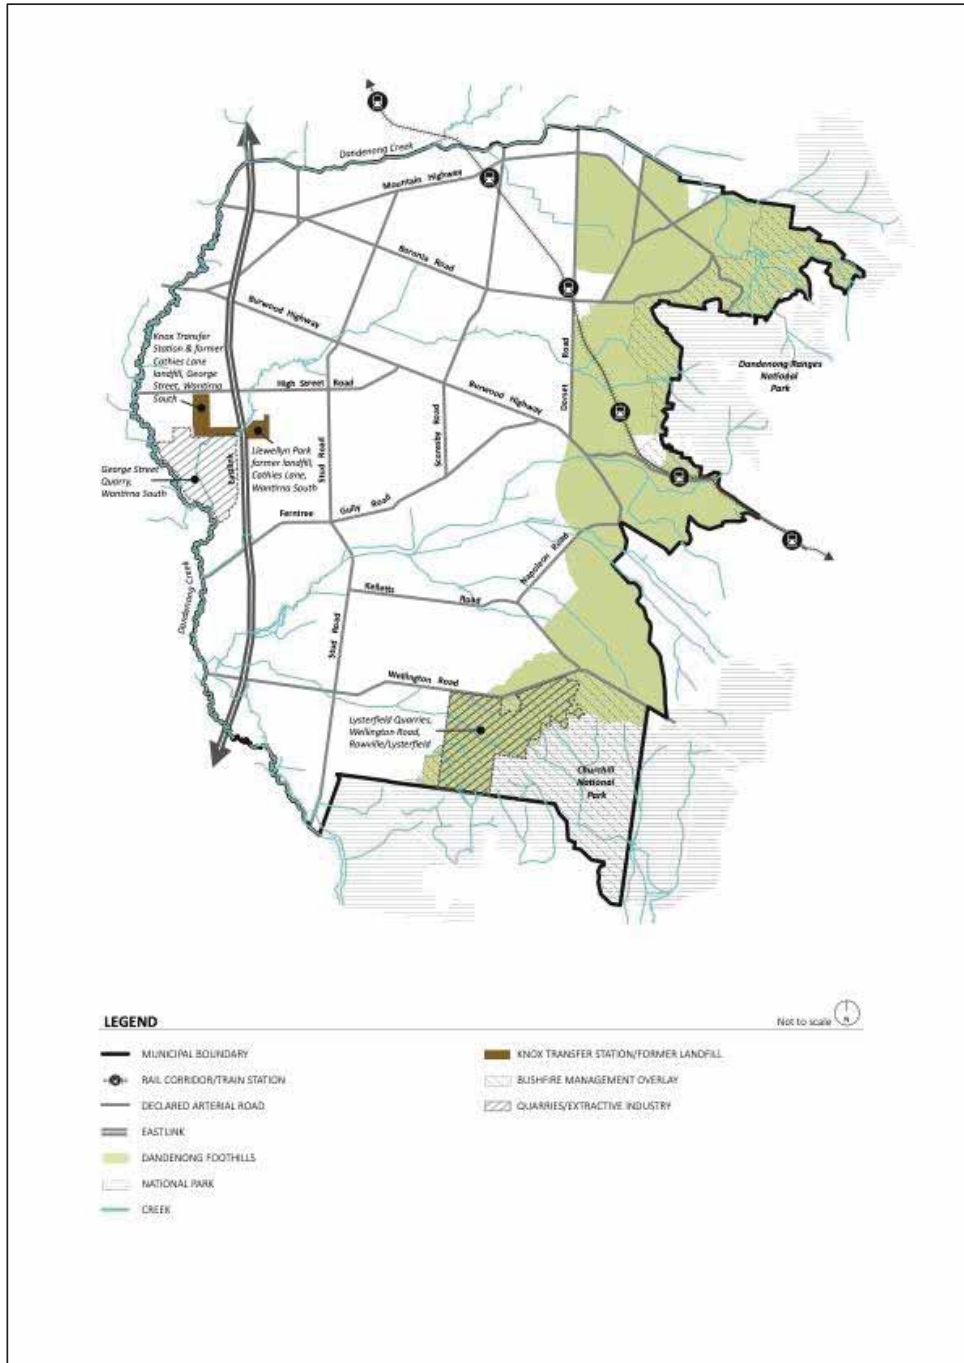 Dandenong Creek
Mountain Highway
Boronia Road
Burwood Highway
Knox Transfer
Station & former
Cathies Lane
landfill, George
Street, Wantirna
South
High Street Road
Burwood Highway
Dorset Road
Dandenong Ranges
National
Park
Scoresby Road
Stud Road
Eastlink
Llewellyn Park
former landfill,
Cathies Lane,
Wantirna South
George Street
Quarry,
Wantirna South
Ferntree Gully Road
Napoleon Road
Dandenong Creek
Kelletts Road
Stud Road
Wellington Road
Lysterfield Quarries,
Wellington Road,
Rowville/Lysterfield
Churchill
National
Park
LEGEND
Not to scale
N
MUNICIPAL BOUNDARY
RAIL CORRIDOR/TRAIN STATION
DECLARED ARTERIAL ROAD
EASTLINK
DANDENONG FOOTHILLS
NATIONAL PARK
CREEK
KNOX TRANSFER STATION/FORMER LANDFILL
BUSHFIRE MANAGEMENT OVERLAY
QUARRIES/EXTRACTIVE INDUSTRY